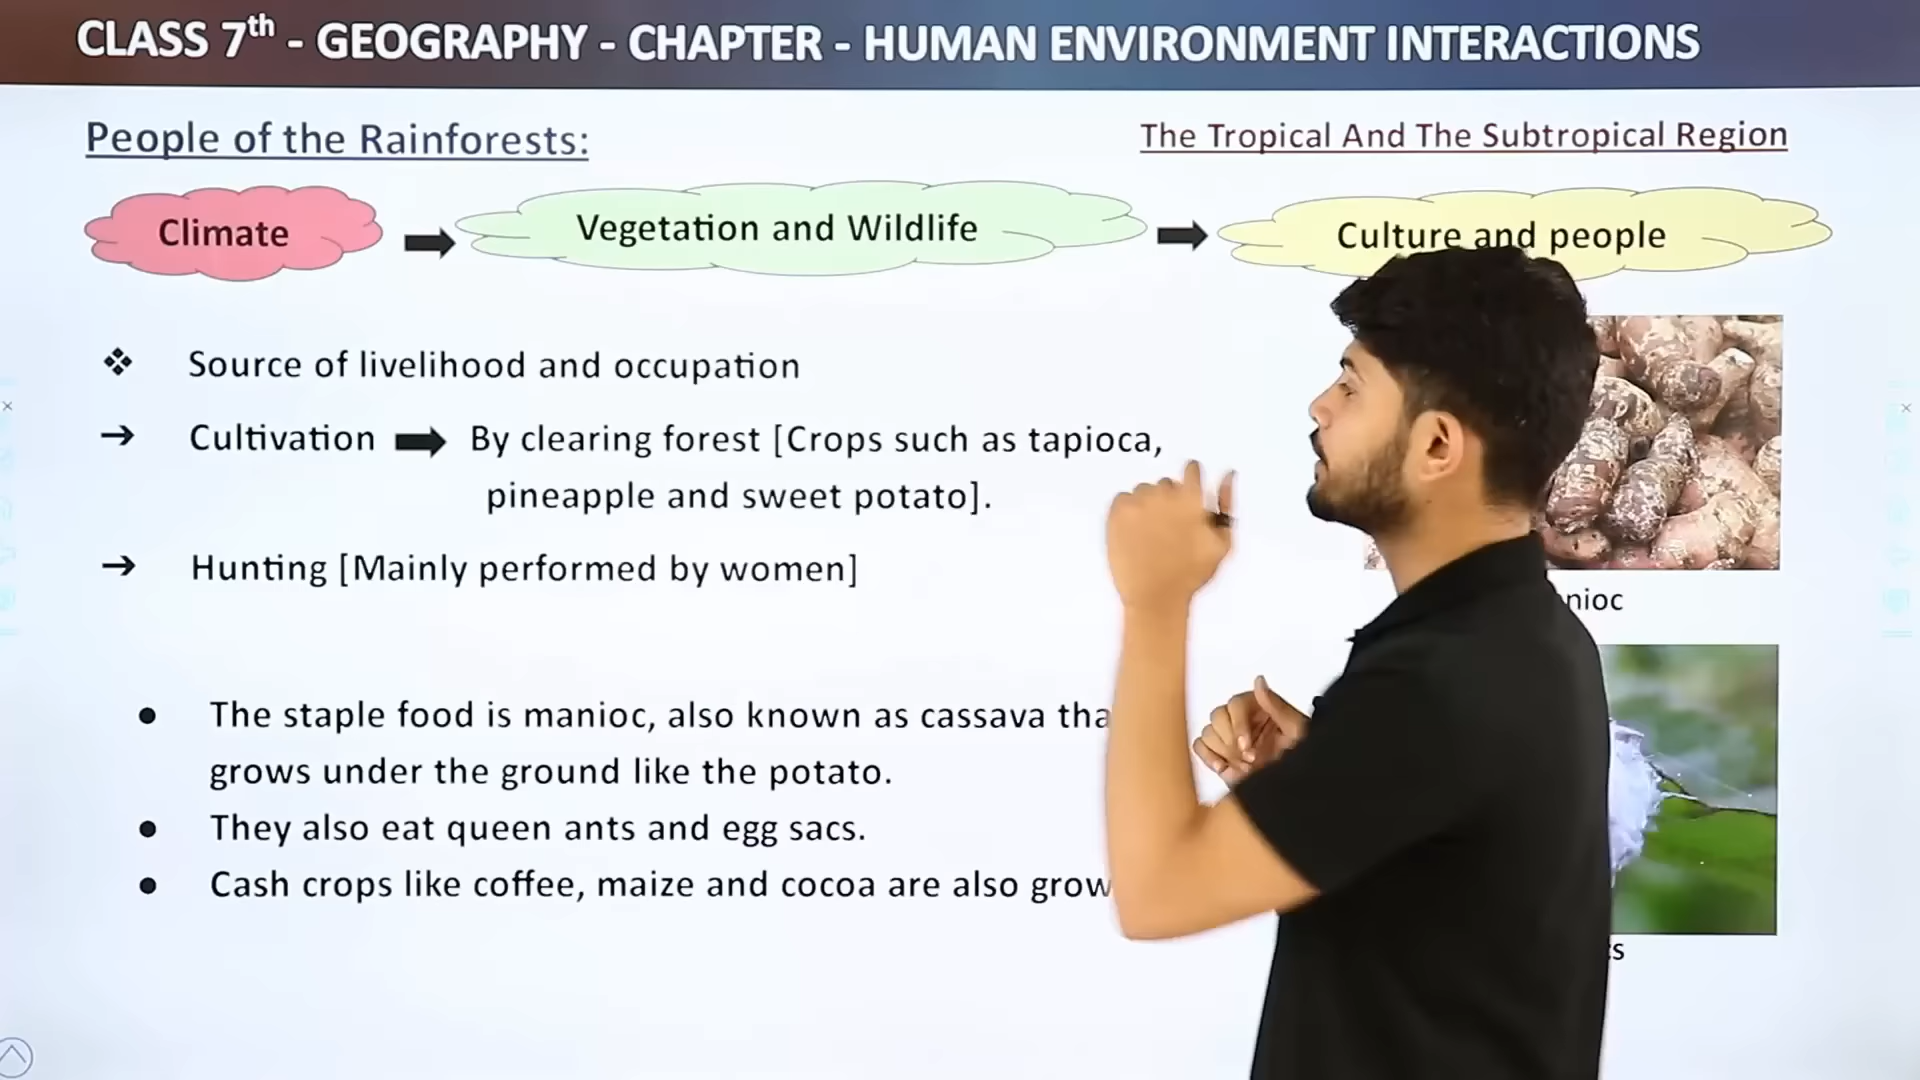 CLASS 7th - GEOGRAPHY - CHAPTER - HUMAN ENVIRONMENT INTERACTIONS
People of the Rainforests:
The Tropical And The Subtropical Region
Climate
Vegetation and Wildlife
Culture and people
Source of livelihood and occupation
Cultivation By clearing forest [Crops such as tapioca,
pineapple and sweet potato].
Hunting [Mainly performed by women]
nioc
The staple food is manioc, also known as cassava tha
grows under the ground like the potato.
They also eat queen ants and egg sacs.
Cash crops like coffee, maize and cocoa are also grow